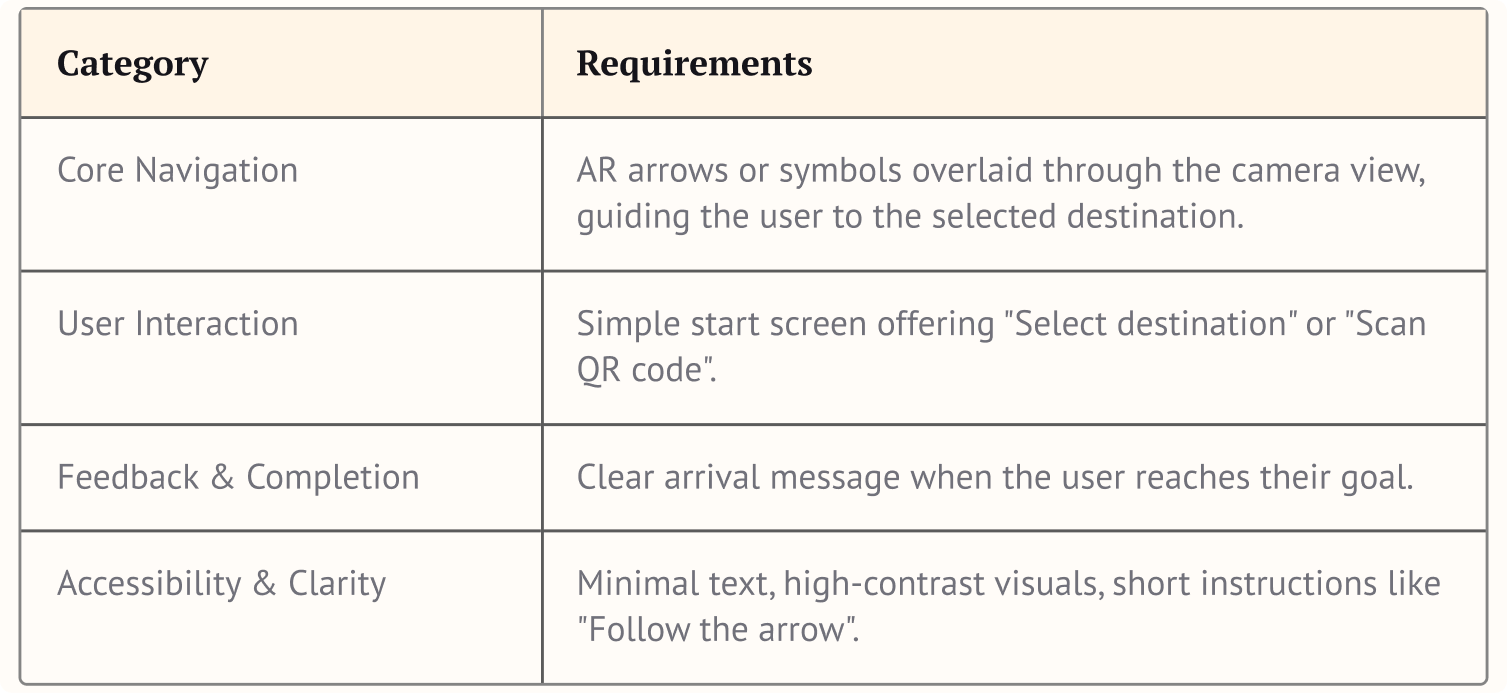 Category
Requirements
Core Navigation
AR arrows or symbols overlaid through the camera view,
guiding the user to the selected destination.
User Interaction
Simple start screen offering "Select destination" or "Scan
QR code".
Feedback & Completion
Clear arrival message when the user reaches their goal.
Accessibility & Clarity
Minimal text, high-contrast visuals, short instructions like
"Follow the arrow".